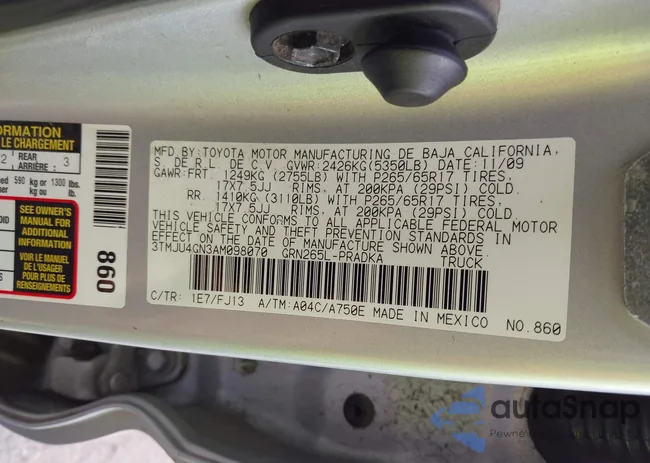 ORMATION
LE CHARGEMENT
2 REAR ARRIÈRE : 3
590 kg or 1300 lbs.
SEE OWNER'S
MANUAL FOR
ADDITIONAL
INFORMATION
VOIR LE MANUEL
DE L'USAGER
POUR PLUS DE
RENSEIGNEMENTS
860
MFD. BY: TOYOTA MOTOR MANUFACTURING DE BAJA CALIFORNIA,
S. DE R.L. DE C.V. GVWR: 2426KG(5350LB) DATE: 11/09
GAWR: FRT. 1249KG (2755LB) WITH P265/65R17 TIRES,
17X7.5JJ RIMS, AT 200KPA (29PSI) COLD.
RR. 1410KG (3110LB) WITH P265/65R17 TIRES,
17X7.5JJ RIMS, AT 200KPA (29PSI) COLD.
THIS VEHICLE CONFORMS TO ALL APPLICABLE FEDERAL MOTOR
VEHICLE SAFETY AND THEFT PREVENTION STANDARDS IN
EFFECT ON THE DATE OF MANUFACTURE SHOWN ABOVE.
3TMJU4GN3AM098070 GRN265L-PRADKA TRUCK
C/TR: 1E7/FJ13 A/TM: A04C/A750E MADE IN MEXICO NO. 860
autoSnap